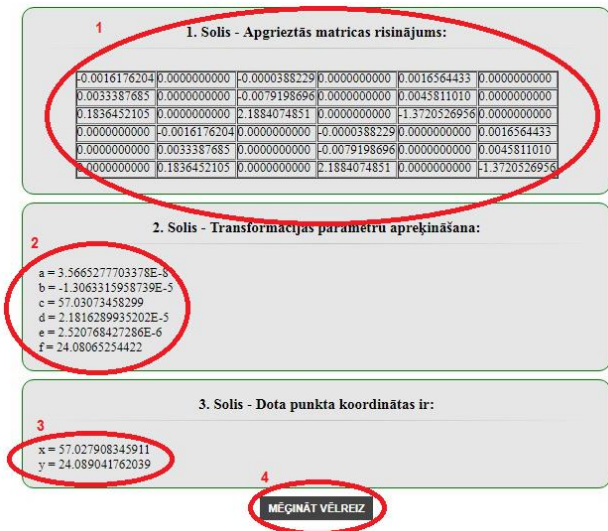 1
1. Solis - Apgrieztās matricas risinājums:
-0.0016176204 0.0000000000 -0.0000388229 0.0000000000 0.0016564433 0.0000000000
0.0033387685 0.0000000000 -0.0079198696 0.0000000000 0.0045811010 0.0000000000
0.1836452105 0.0000000000 2.1884074851 0.0000000000 -1.3720526956 0.0000000000
0.0000000000 -0.0016176204 0.0000000000 -0.0000388229 0.0000000000 0.0016564433
0.0000000000 0.0033387685 0.0000000000 -0.0079198696 0.0000000000 0.0045811010
0.0000000000 0.1836452105 0.0000000000 2.1884074851 0.0000000000 -1.3720526956
2. Solis - Transformācijas parametru aprēķināšana:
2
a = 3.5665277703378E-8
b = -1.3063315958739E-5
c = 57.03073458299
d = 2.1816289935202E-5
e = 2.520768427286E-6
f = 24.08065254422
3. Solis - Dota punkta koordinātas ir:
3
x = 57.027908345911
y = 24.089041762039
4
MĒĢINĀT VĒLREIZ